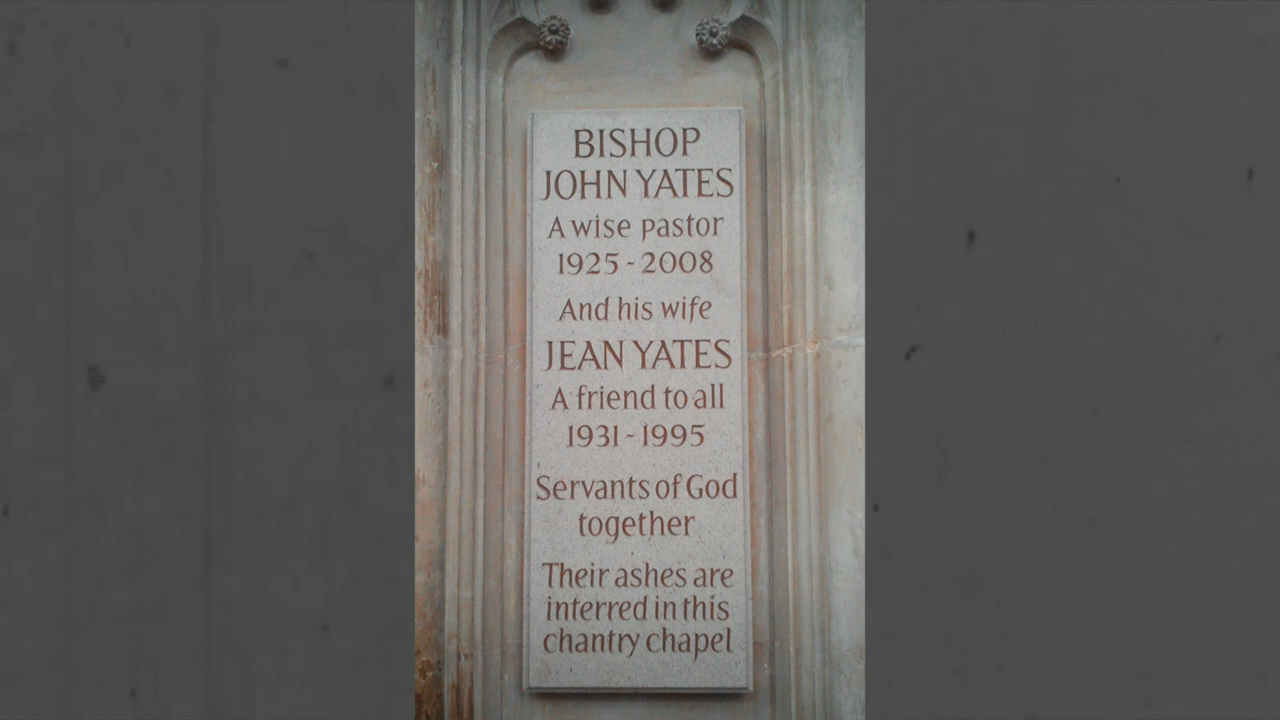 BISHOP
JOHN YATES
A wise pastor
1925 - 2008
And his wife
JEAN YATES
A friend to all
1931 - 1995
Servants of God
together
Their ashes are
interred in this
chantry chapel